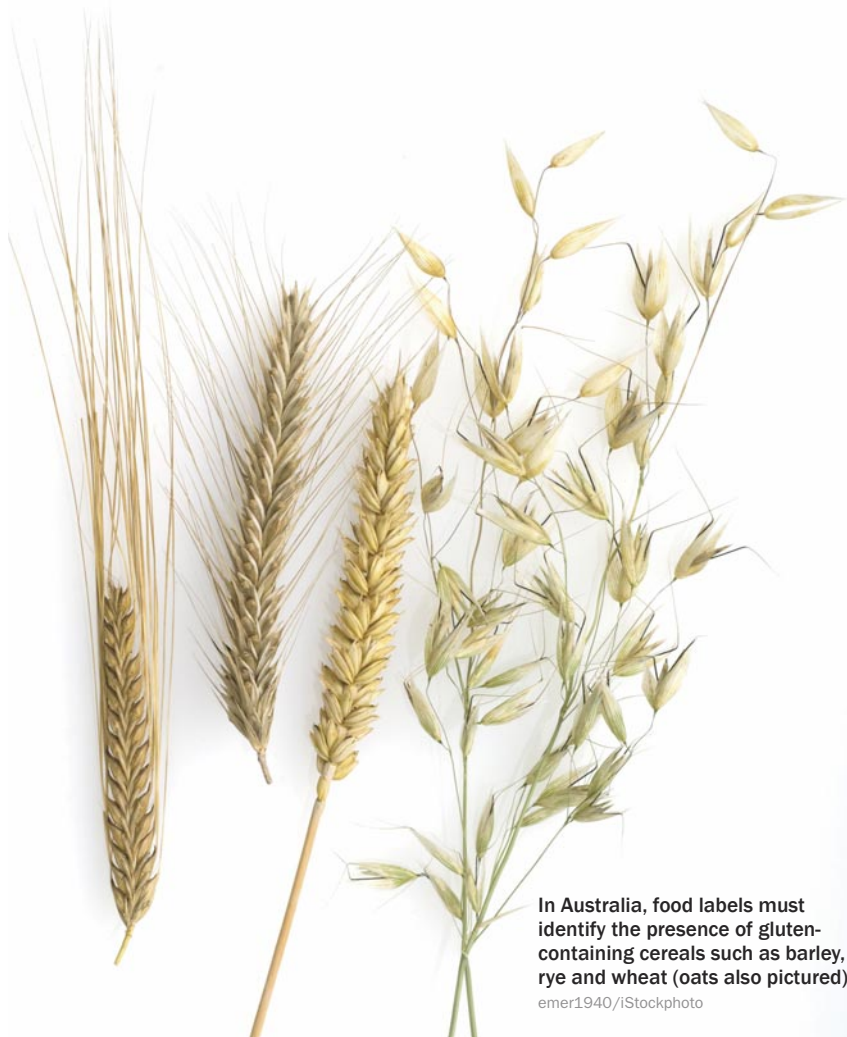 In Australia, food labels must
identify the presence of gluten-
containing cereals such as barley,
rye and wheat (oats also pictured)
emer1940/iStockphoto